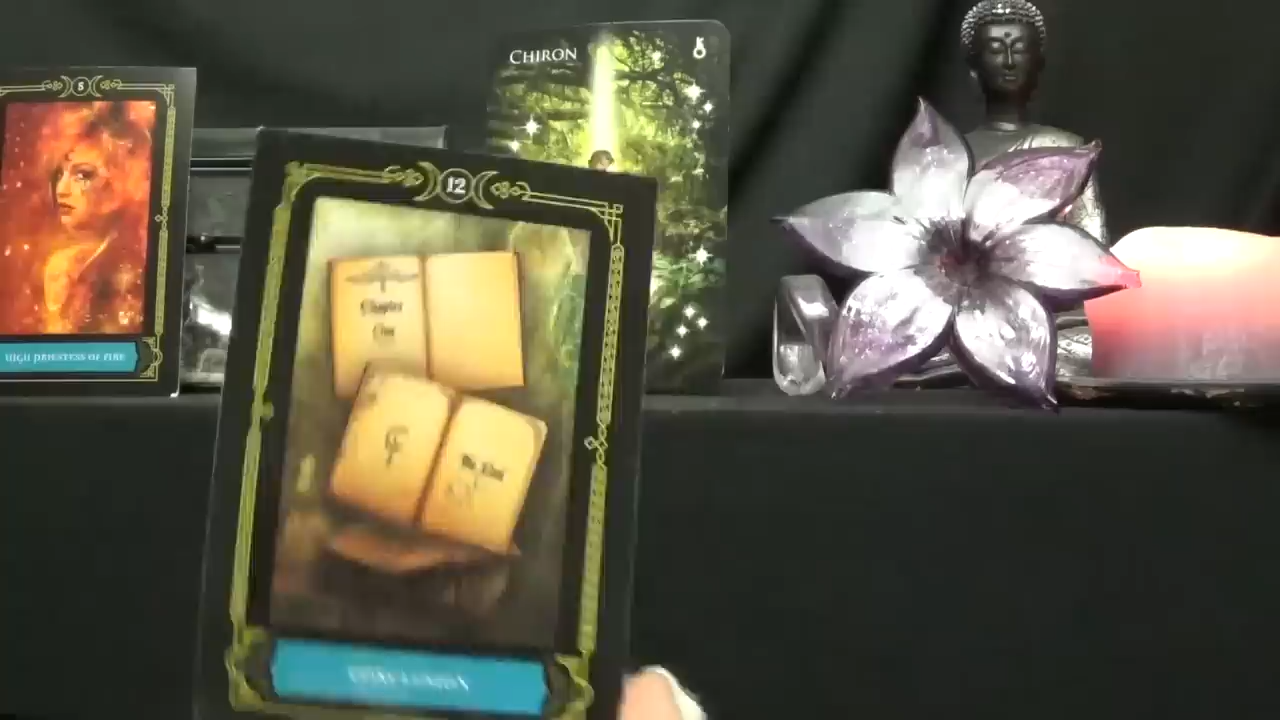 5
HIGH PRIESTESS OF FIRE
CHIRON
12
Chapter
One
The End